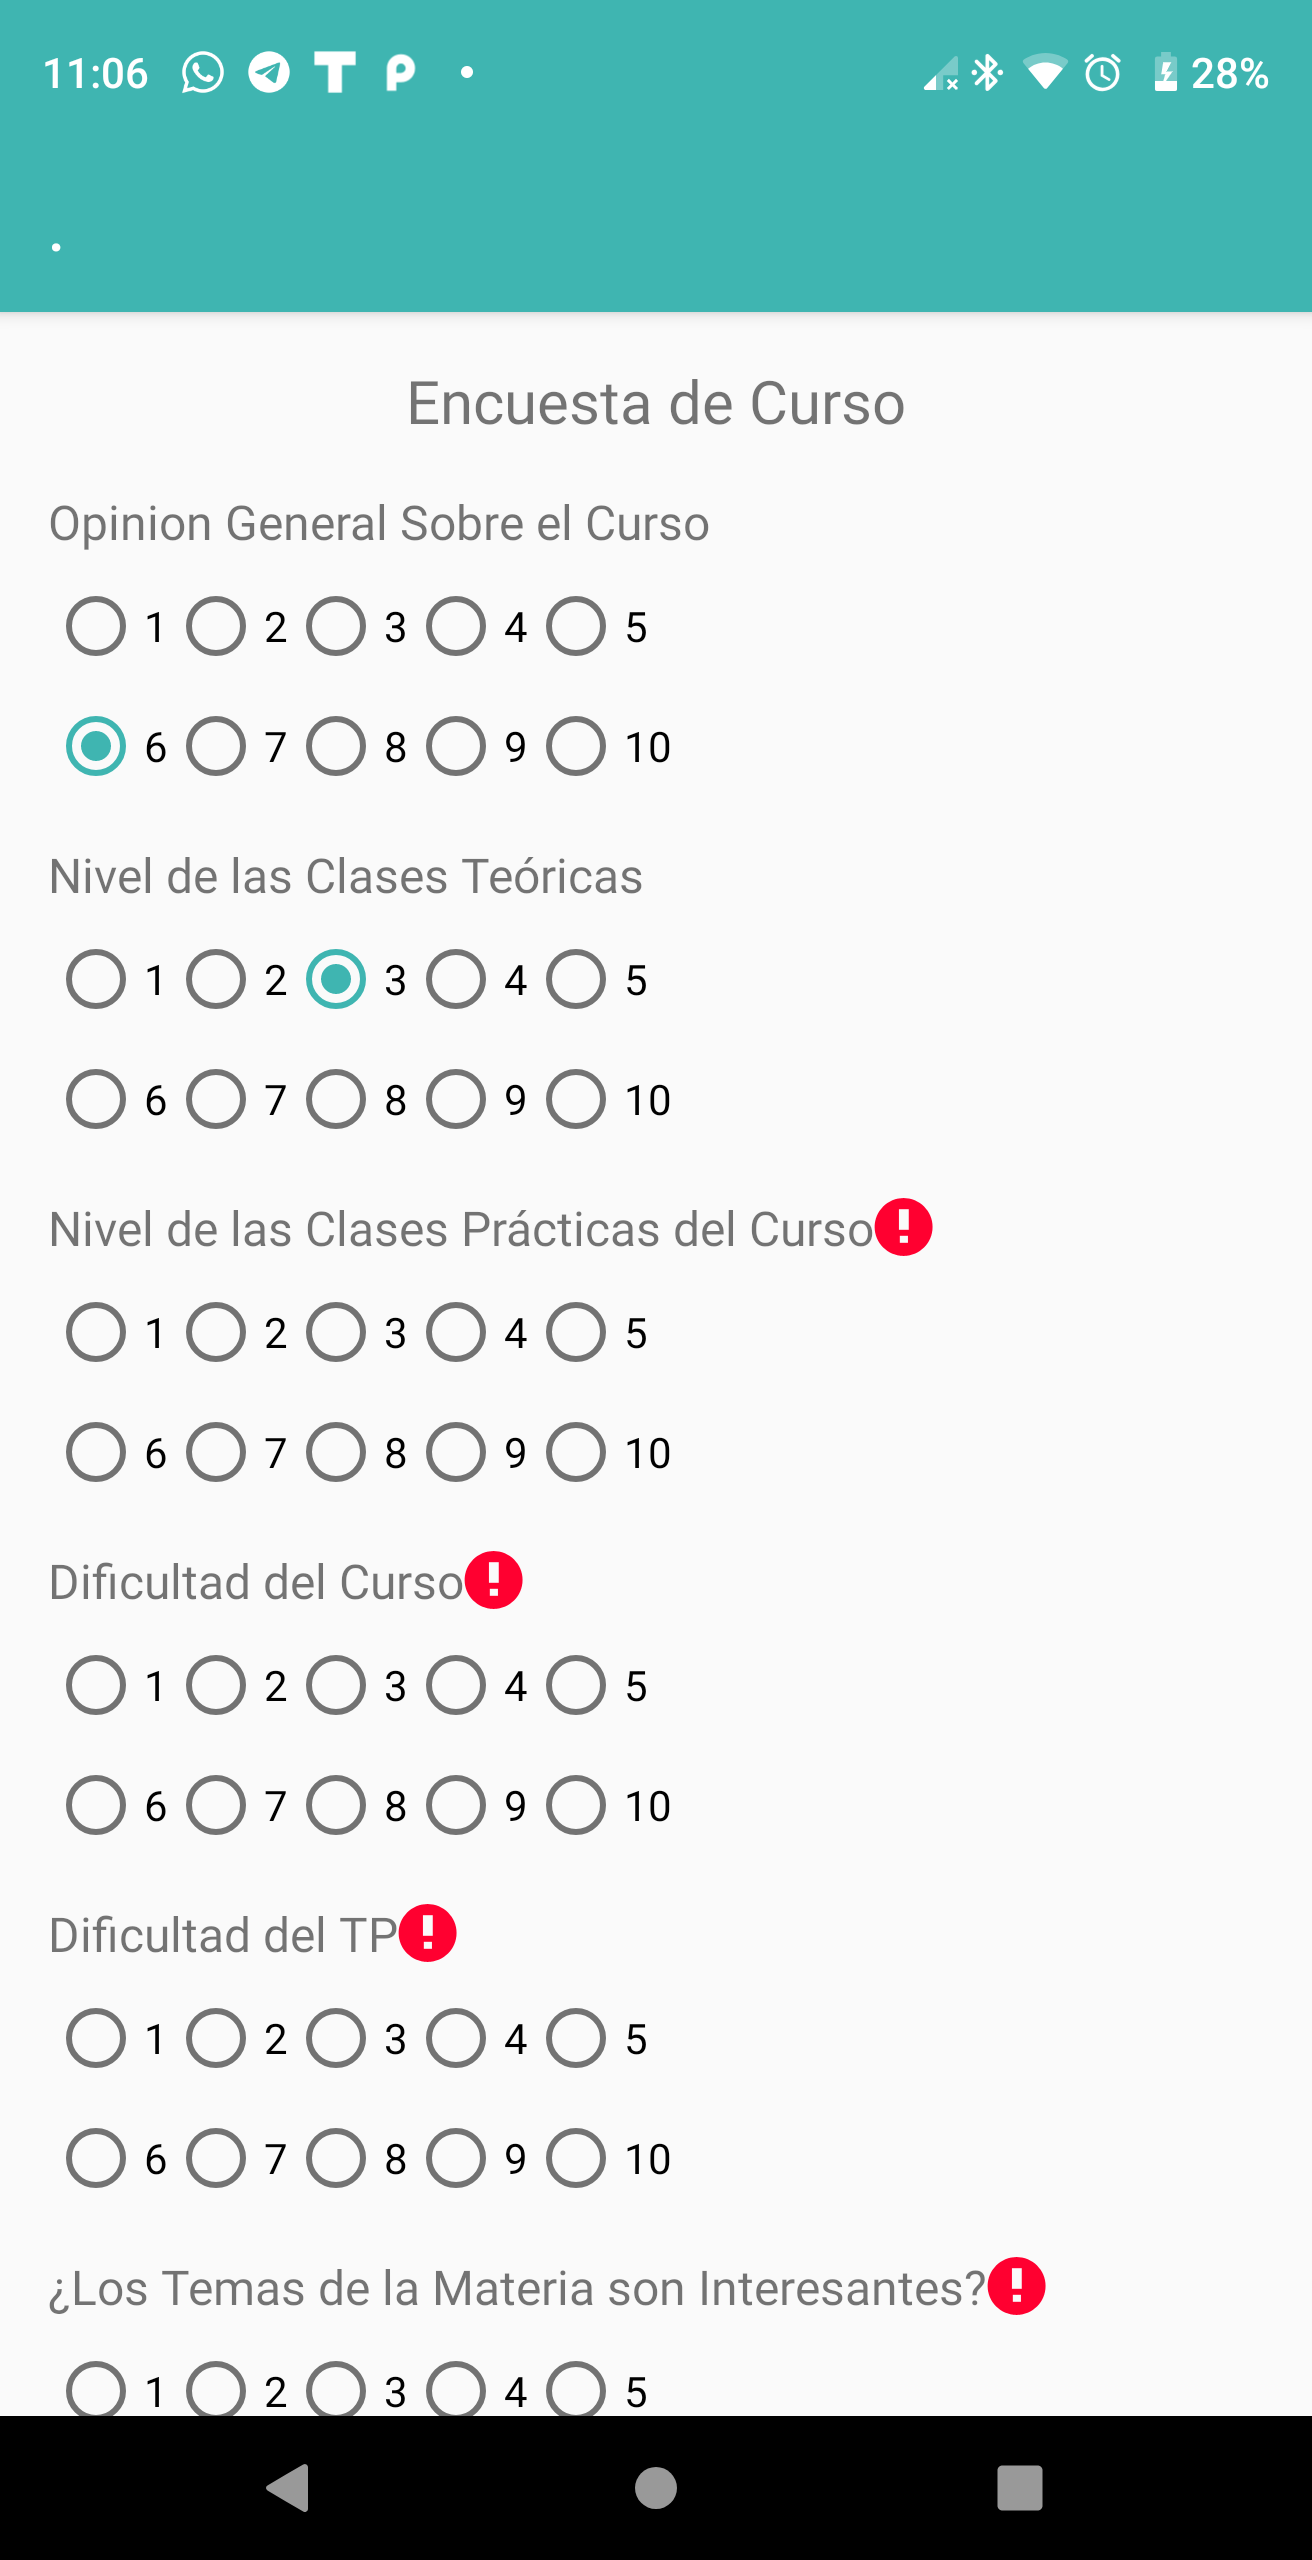 11:06 28%
.
Encuesta de Curso
Opinion General Sobre el Curso
1 2 3 4 5
6 7 8 9 10
Nivel de las Clases Teóricas
1 2 3 4 5
6 7 8 9 10
Nivel de las Clases Prácticas del Curso
1 2 3 4 5
6 7 8 9 10
Dificultad del Curso
1 2 3 4 5
6 7 8 9 10
Dificultad del TP
1 2 3 4 5
6 7 8 9 10
¿Los Temas de la Materia son Interesantes?
1 2 3 4 5